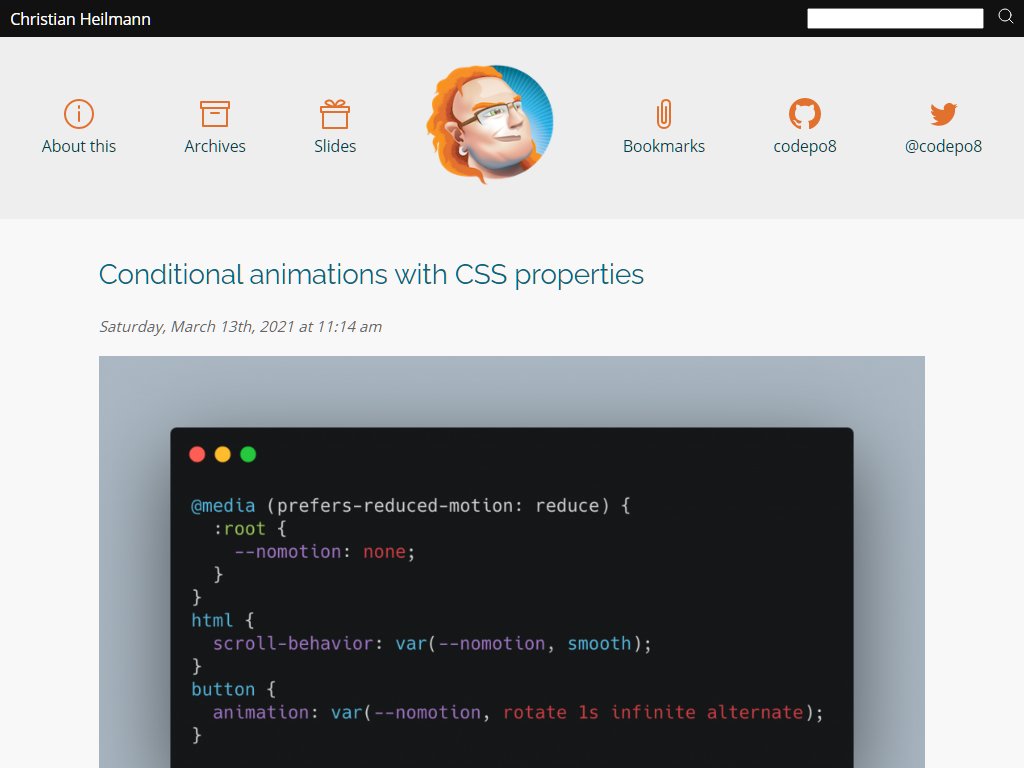 Christian Heilmann
About this
Archives
Slides
Bookmarks
codepo8
@codepo8
Conditional animations with CSS properties
Saturday, March 13th, 2021 at 11:14 am
@media (prefers-reduced-motion: reduce) {
  :root {
    --nomotion: none;
  }
}
html {
  scroll-behavior: var(--nomotion, smooth);
}
button {
  animation: var(--nomotion, rotate 1s infinite alternate);
}